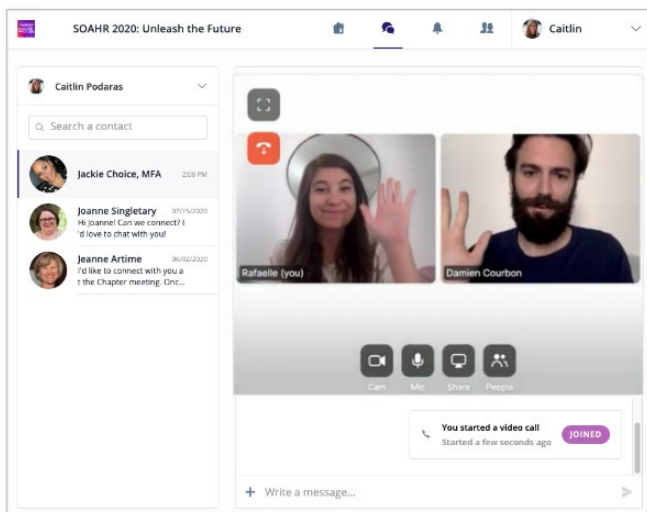 SOAHR 2020: Unleash the Future
Caitlin
Caitlin Podaras
Search a contact
Jackie Choice, MFA 2:08 PM
Joanne Singletary 07/15/2020
Hi Joanne! Can we connect? I
'd love to chat with you!
Jeanne Artime 06/02/2020
I'd like to connect with you a
t the Chapter meeting. Onc...
Rafaelle (you)
Damien Courbon
Cam Mic Share People
You started a video call
Started a few seconds ago
JOINED
Write a message...